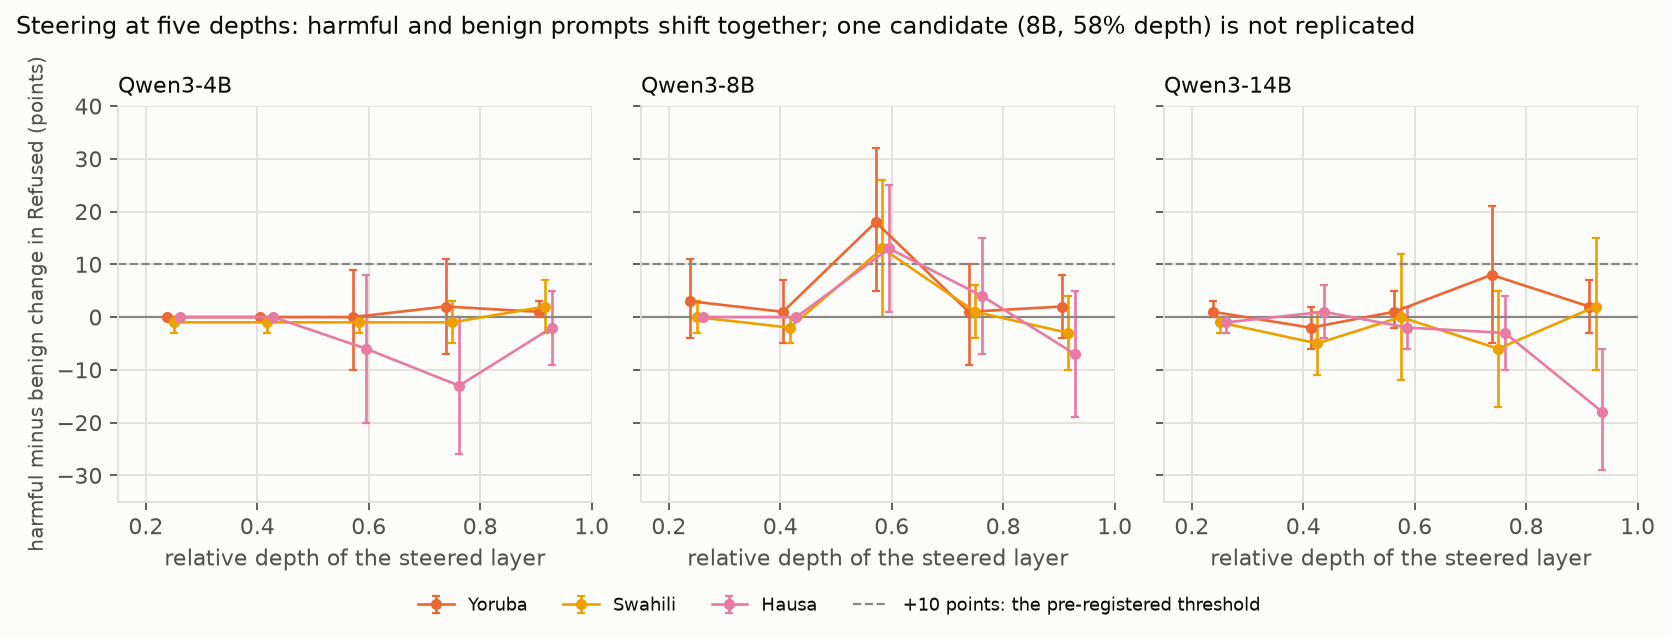 Steering at five depths: harmful and benign prompts shift together; one candidate (8B, 58% depth) is not replicated
harmful minus benign change in Refused (points)
Qwen3-4B
Qwen3-8B
Qwen3-14B
40
30
20
10
0
−10
−20
−30
0.2 0.4 0.6 0.8 1.0
0.2 0.4 0.6 0.8 1.0
0.2 0.4 0.6 0.8 1.0
relative depth of the steered layer
relative depth of the steered layer
relative depth of the steered layer
Yoruba
Swahili
Hausa
+10 points: the pre-registered threshold